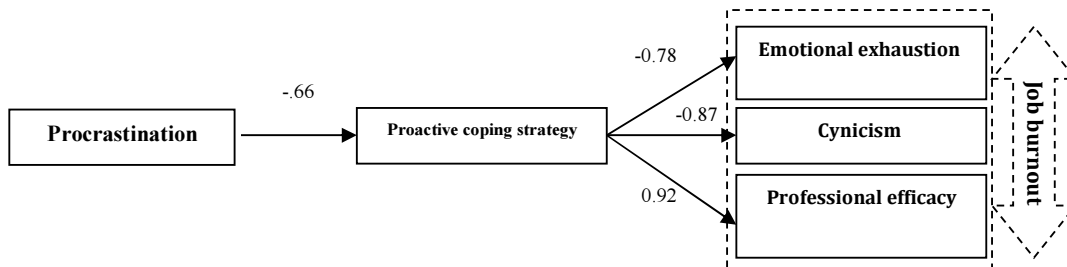 Emotional exhaustion
-0.78
-.66
-0.87
Procrastination
Proactive coping strategy
Cynicism
0.92
Professional efficacy
Job burnout